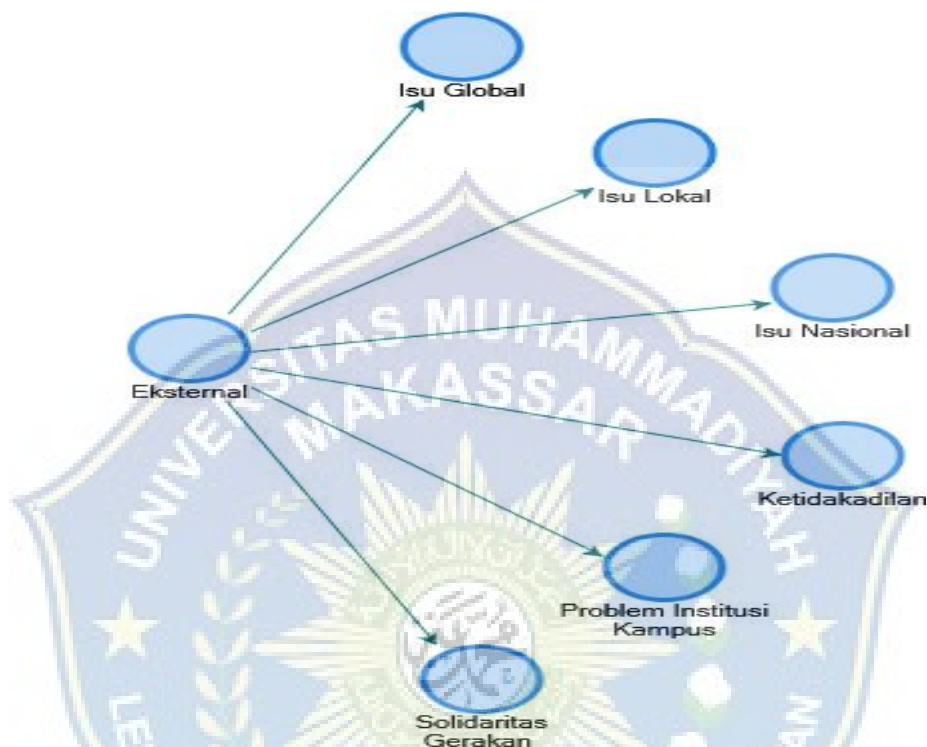 Isu Global
Isu Lokal
Isu Nasional
Eksternal
Ketidakadilan
Problem Institusi
Kampus
Solidaritas
Gerakan
UNIVERSITAS MUHAMMADIYAH
MAKASSAR